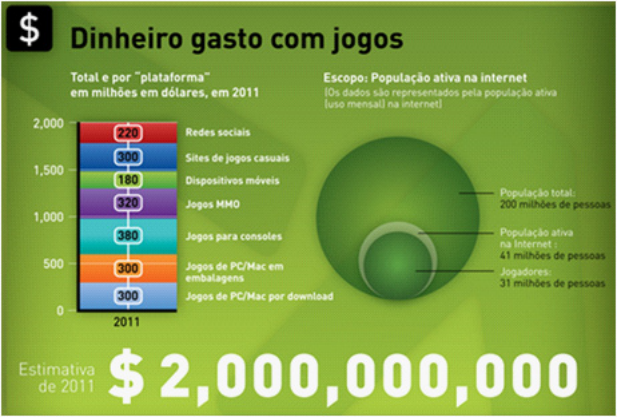 $
Dinheiro gasto com jogos
Total e por “plataforma”
em milhões em dólares, em 2011
2,000
1,500
1,000
500
0
220
300
180
320
380
300
300
2011
Redes sociais
Sites de jogos casuais
Dispositivos móveis
Jogos MMO
Jogos para consoles
Jogos de PC/Mac em
embalagens
Jogos de PC/Mac por download
Escopo: População ativa na internet
(Os dados são representados pela população ativa
(uso mensal) na internet)
População total:
200 milhões de pessoas
População ativa
na Internet :
41 milhões de pessoas
Jogadores:
31 milhões de pessoas
Estimativa
de 2011
$ 2,000,000,000